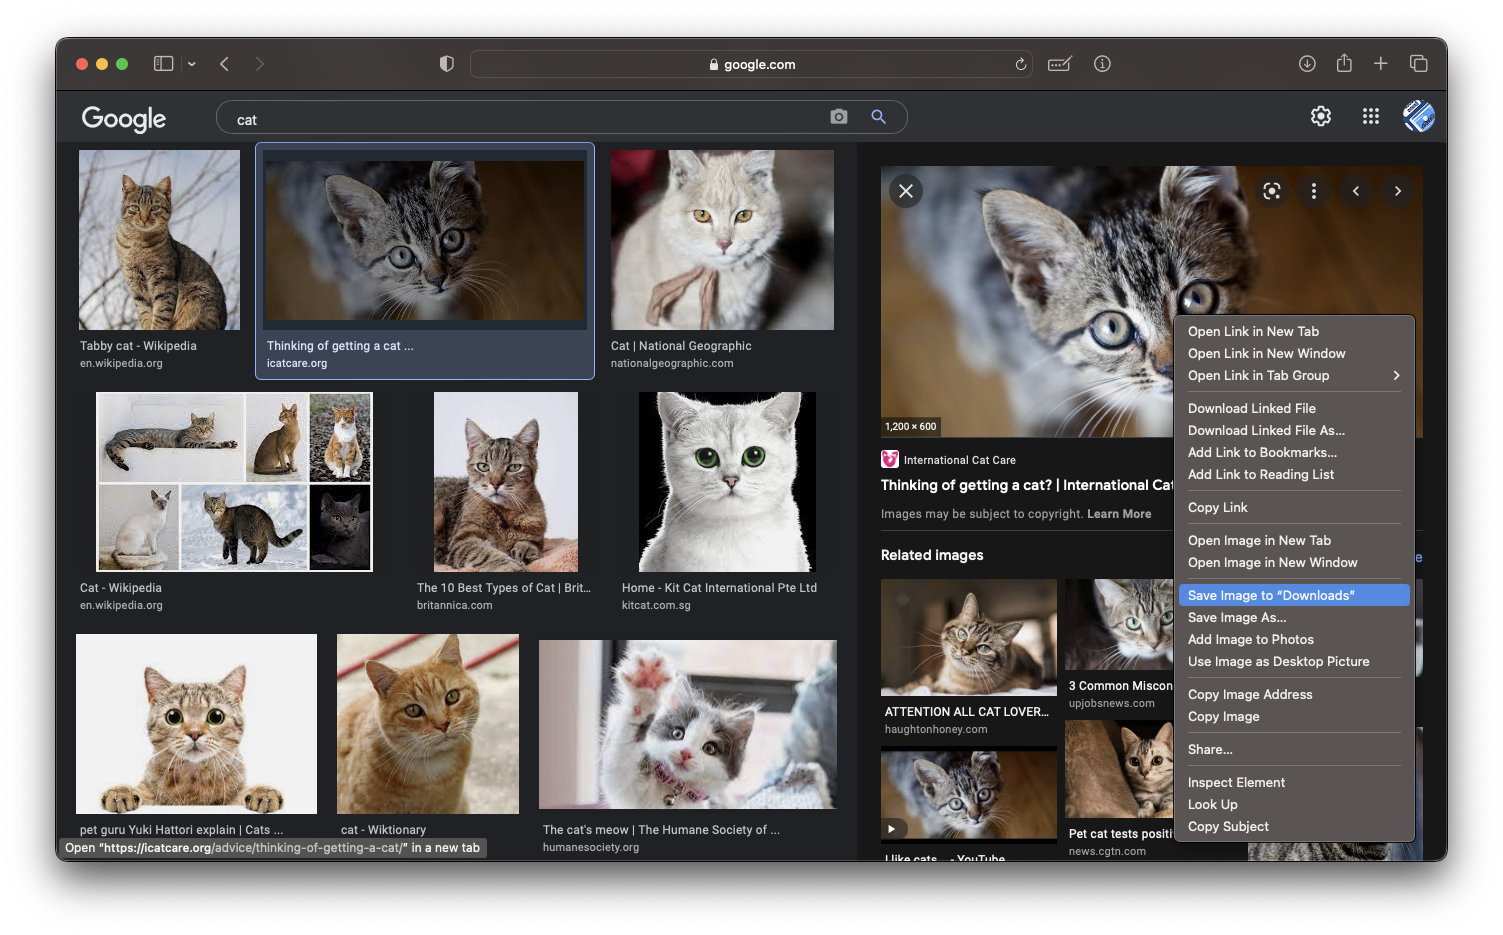 google.com
Google
cat
Tabby cat - Wikipedia
en.wikipedia.org
Thinking of getting a cat ...
icatcare.org
Cat | National Geographic
nationalgeographic.com
Cat - Wikipedia
en.wikipedia.org
The 10 Best Types of Cat | Brit...
britannica.com
Home - Kit Cat International Pte Ltd
kitcat.com.sg
pet guru Yuki Hattori explain | Cats ...
cat - Wiktionary
The cat's meow | The Humane Society of ...
humanesociety.org
Open “https://icatcare.org/advice/thinking-of-getting-a-cat/” in a new tab
1,200 × 600
International Cat Care
Thinking of getting a cat? | International Cat
Images may be subject to copyright. Learn More
Related images
ATTENTION ALL CAT LOVER...
haughtonhoney.com
3 Common Miscon
upjobsnews.com
I like cats... - YouTube
Pet cat tests positi
news.cgtn.com
Open Link in New Tab
Open Link in New Window
Open Link in Tab Group
Download Linked File
Download Linked File As...
Add Link to Bookmarks...
Add Link to Reading List
Copy Link
Open Image in New Tab
Open Image in New Window
Save Image to “Downloads”
Save Image As...
Add Image to Photos
Use Image as Desktop Picture
Copy Image Address
Copy Image
Share...
Inspect Element
Look Up
Copy Subject